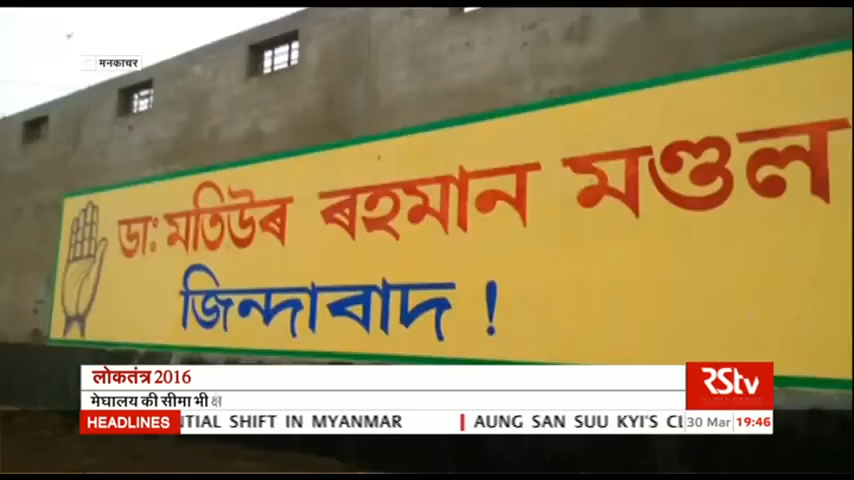 मनकाचर
ডা: মতিউৰ ৰহমান মণ্ডল
জিন্দাবাদ !
लोकतंत्र 2016
RStv
मेघालय की सीमा भी
HEADLINES NTIAL SHIFT IN MYANMAR | AUNG SAN SUU KYI'S 30 Mar 19:46